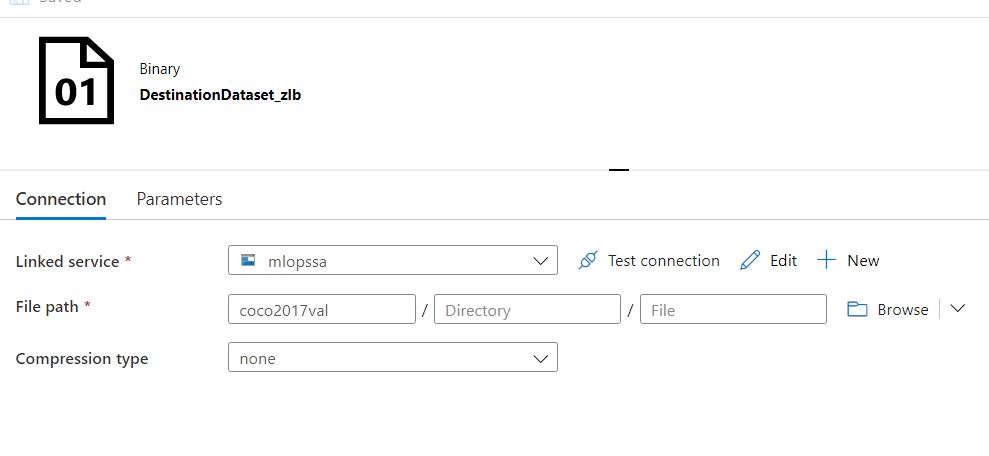 Saved
01
Binary
DestinationDataset_zlb
Connection Parameters
Linked service * mlopssa Test connection Edit New
File path * coco2017val / Directory / File Browse
Compression type none